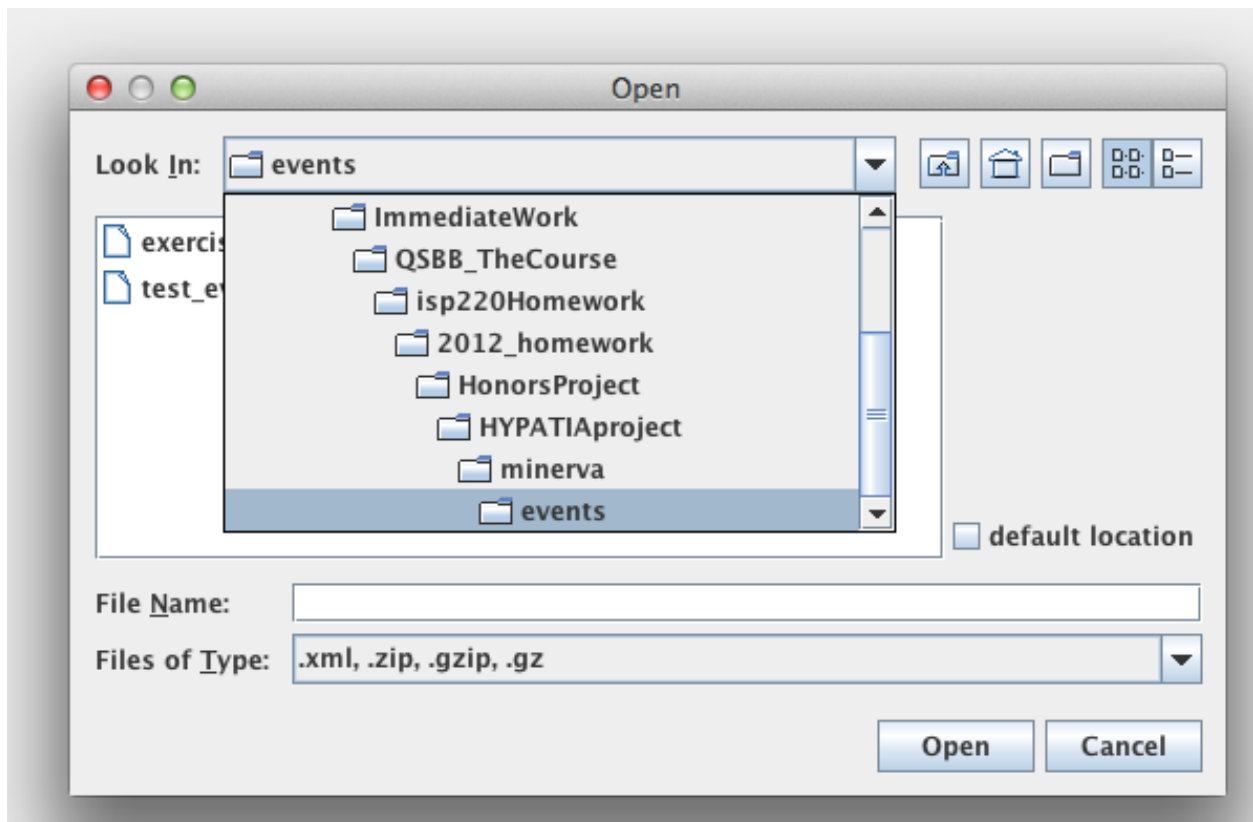 Open
Look In: events
ImmediateWork
QSBB_TheCourse
isp220Homework
2012_homework
HonorsProject
HYPATIAproject
minerva
events
default location
File Name:
Files of Type: .xml, .zip, .gzip, .gz
Open Cancel